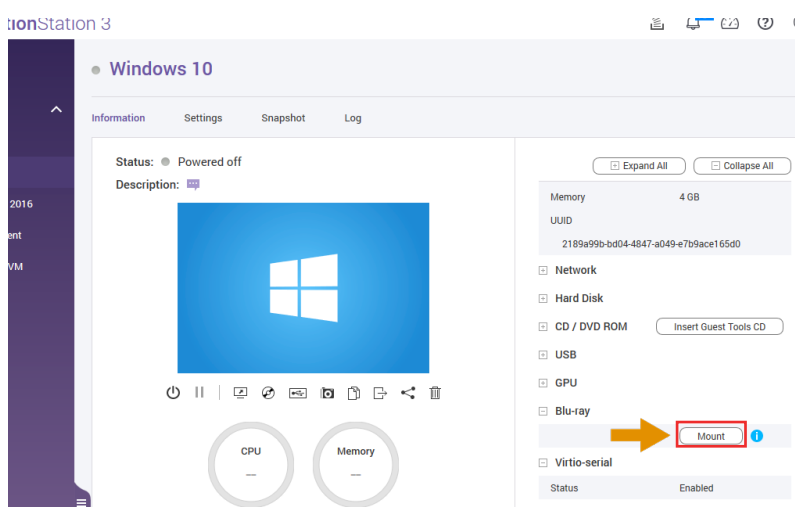 ionStation 3
Windows 10
Information Settings Snapshot Log
Status: Powered off
Description:
Expand All Collapse All
Memory 4 GB
UUID
2189a99b-bd04-4847-a049-e7b9ace165d0
2016
ent
VM
Network
Hard Disk
CD / DVD ROM Insert Guest Tools CD
USB
GPU
Blu-ray
Mount
CPU
--
Memory
--
Virtio-serial
Status Enabled